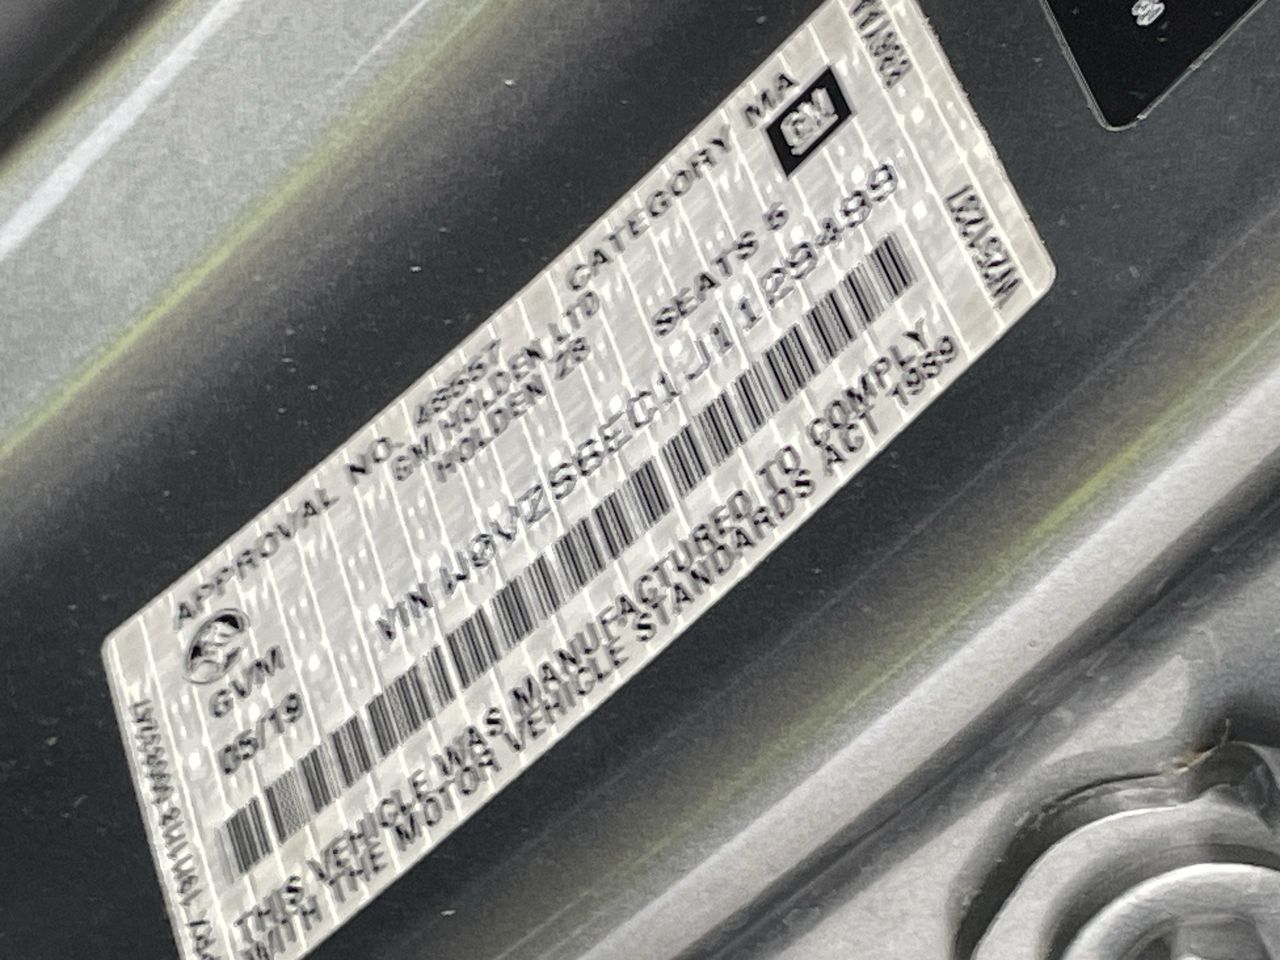 APPROVAL NO. 48557 CATEGORY MA
GM HOLDEN LTD
HOLDEN ZB
GM
GVM
SEATS 5
05/19
VIN W0VZS6EC1J1129499
THIS VEHICLE WAS MANUFACTURED TO COMPLY
WITH THE MOTOR VEHICLE STANDARDS ACT 1989